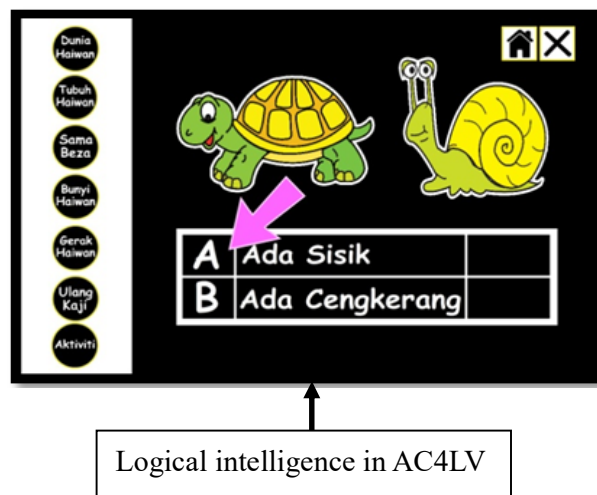 Dunia
Haiwan
Tubuh
Haiwan
Sama
Beza
Bunyi
Haiwan
Gerak
Haiwan
Ulang
Kaji
Aktiviti
A Ada Sisik
B Ada Cengkerang
Logical intelligence in AC4LV